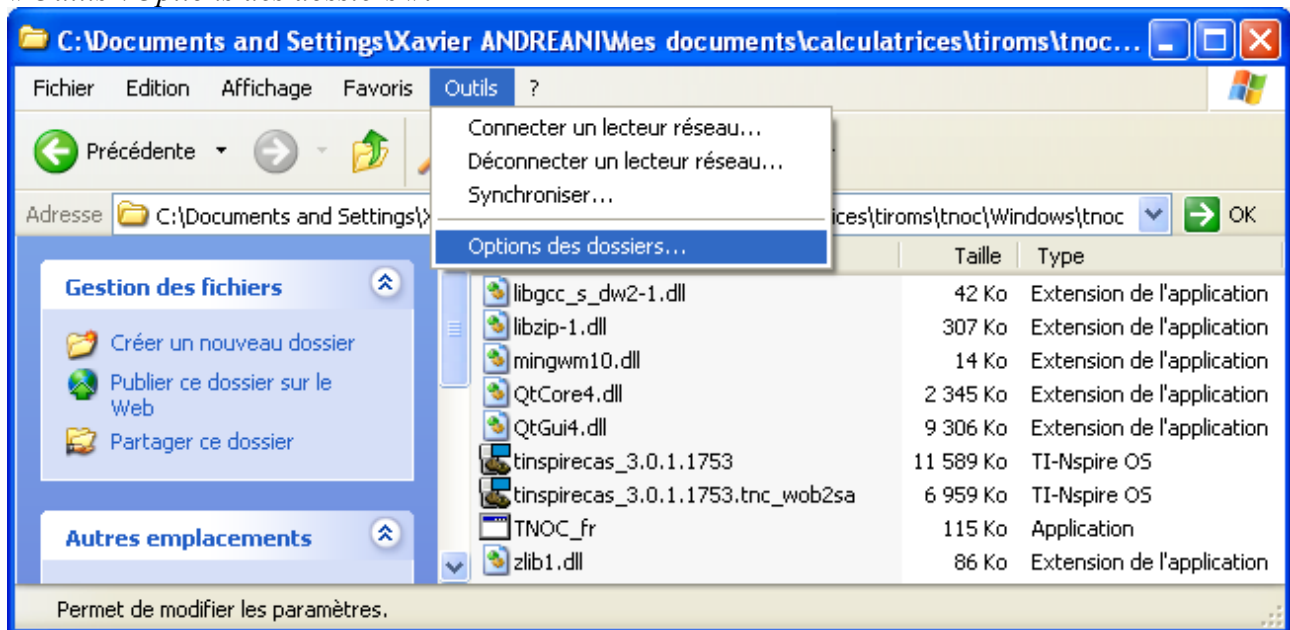 « Outils \ Options des dossiers » :
C:\Documents and Settings\Xavier ANDREANI\Mes documents\calculatrices\tiroms\tnoc...
Fichier Edition Affichage Favoris Outils ?
Connecter un lecteur réseau...
Précédente
Déconnecter un lecteur réseau...
Synchroniser...
Adresse C:\Documents and Settings\ ices\tiroms\tnoc\Windows\tnoc OK
Options des dossiers...
Taille Type
Gestion des fichiers
libgcc_s_dw2-1.dll 42 Ko Extension de l'application
libzip-1.dll 307 Ko Extension de l'application
Créer un nouveau dossier
mingwm10.dll 14 Ko Extension de l'application
Publier ce dossier sur le
Web
QtCore4.dll 2 345 Ko Extension de l'application
QtGui4.dll 9 306 Ko Extension de l'application
Partager ce dossier
tinspirecas_3.0.1.1753 11 589 Ko TI-Nspire OS
tinspirecas_3.0.1.1753.tnc_wob2sa 6 959 Ko TI-Nspire OS
Autres emplacements
TNOC_fr 115 Ko Application
zlib1.dll 86 Ko Extension de l'application
Permet de modifier les paramètres.